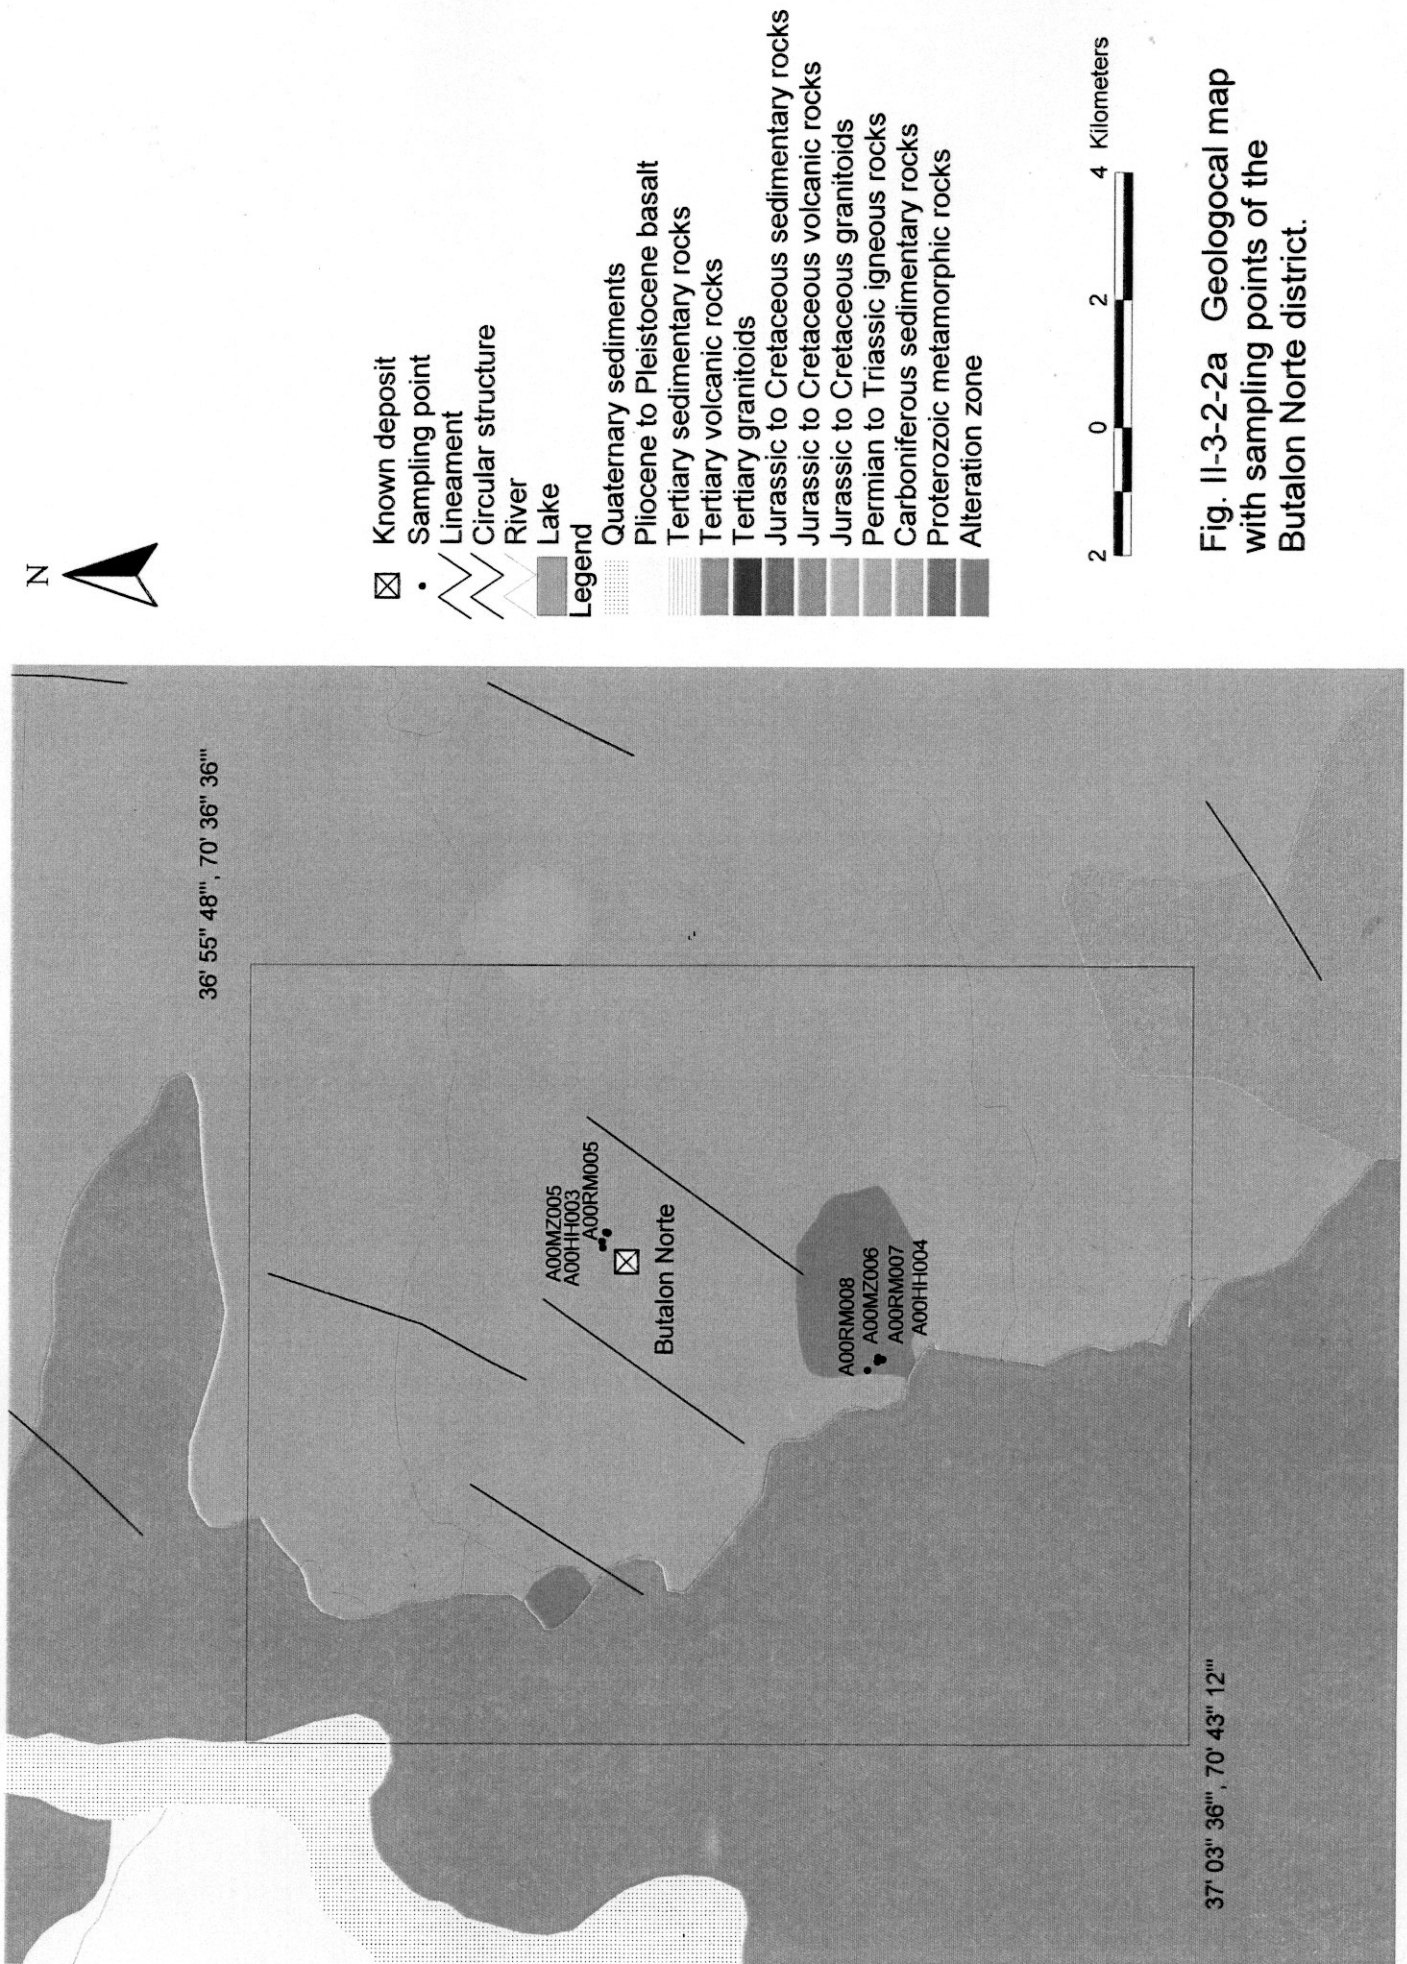 N
Known deposit
Sampling point
Lineament
Circular structure
River
Lake
Legend
Quaternary sediments
Pliocene to Pleistocene basalt
Tertiary sedimentary rocks
Tertiary volcanic rocks
Tertiary granitoids
Jurassic to Cretaceous sedimentary rocks
Jurassic to Cretaceous volcanic rocks
Jurassic to Cretaceous granitoids
Permian to Triassic igneous rocks
Carboniferous sedimentary rocks
Proterozoic metamorphic rocks
Alteration zone
2 0 2 4 Kilometers
Fig. II-3-2-2a Geologocal map
with sampling points of the
Butalon Norte district.
36' 55" 48"', 70' 36" 36"'
A00MZ005
A00HH003
A00RM005
Butalon Norte
A00RM008
A00MZ006
A00RM007
A00HH004
37' 03" 36"', 70' 43" 12"'